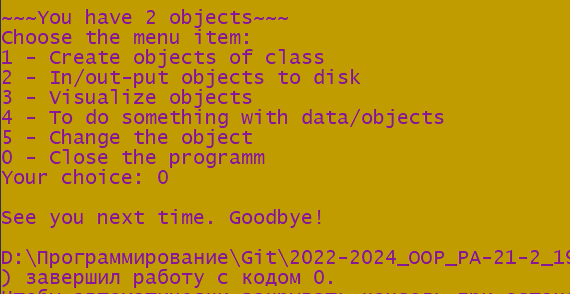 ~~~You have 2 objects~~~
Choose the menu item:
1 - Create objects of class
2 - In/out-put objects to disk
3 - Visualize objects
4 - To do something with data/objects
5 - Change the object
0 - Close the programm
Your choice: 0
See you next time. Goodbye!
D:\Программирование\Git\2022-2024_OOP_PA-21-2_19
) завершил работу с кодом 0.